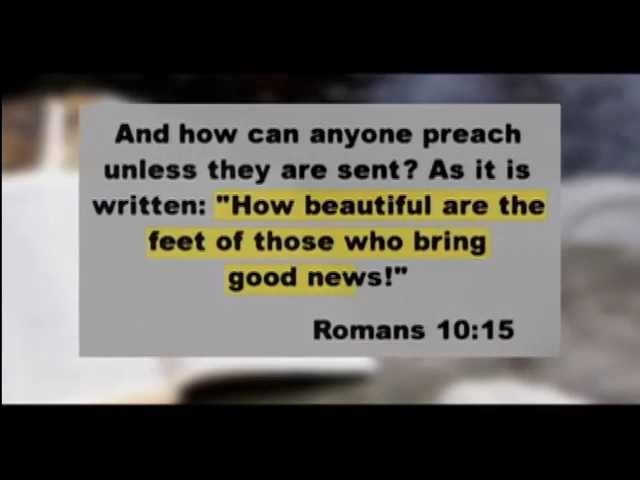 And how can anyone preach
unless they are sent? As it is
written: "How beautiful are the
feet of those who bring
good news!"
Romans 10:15